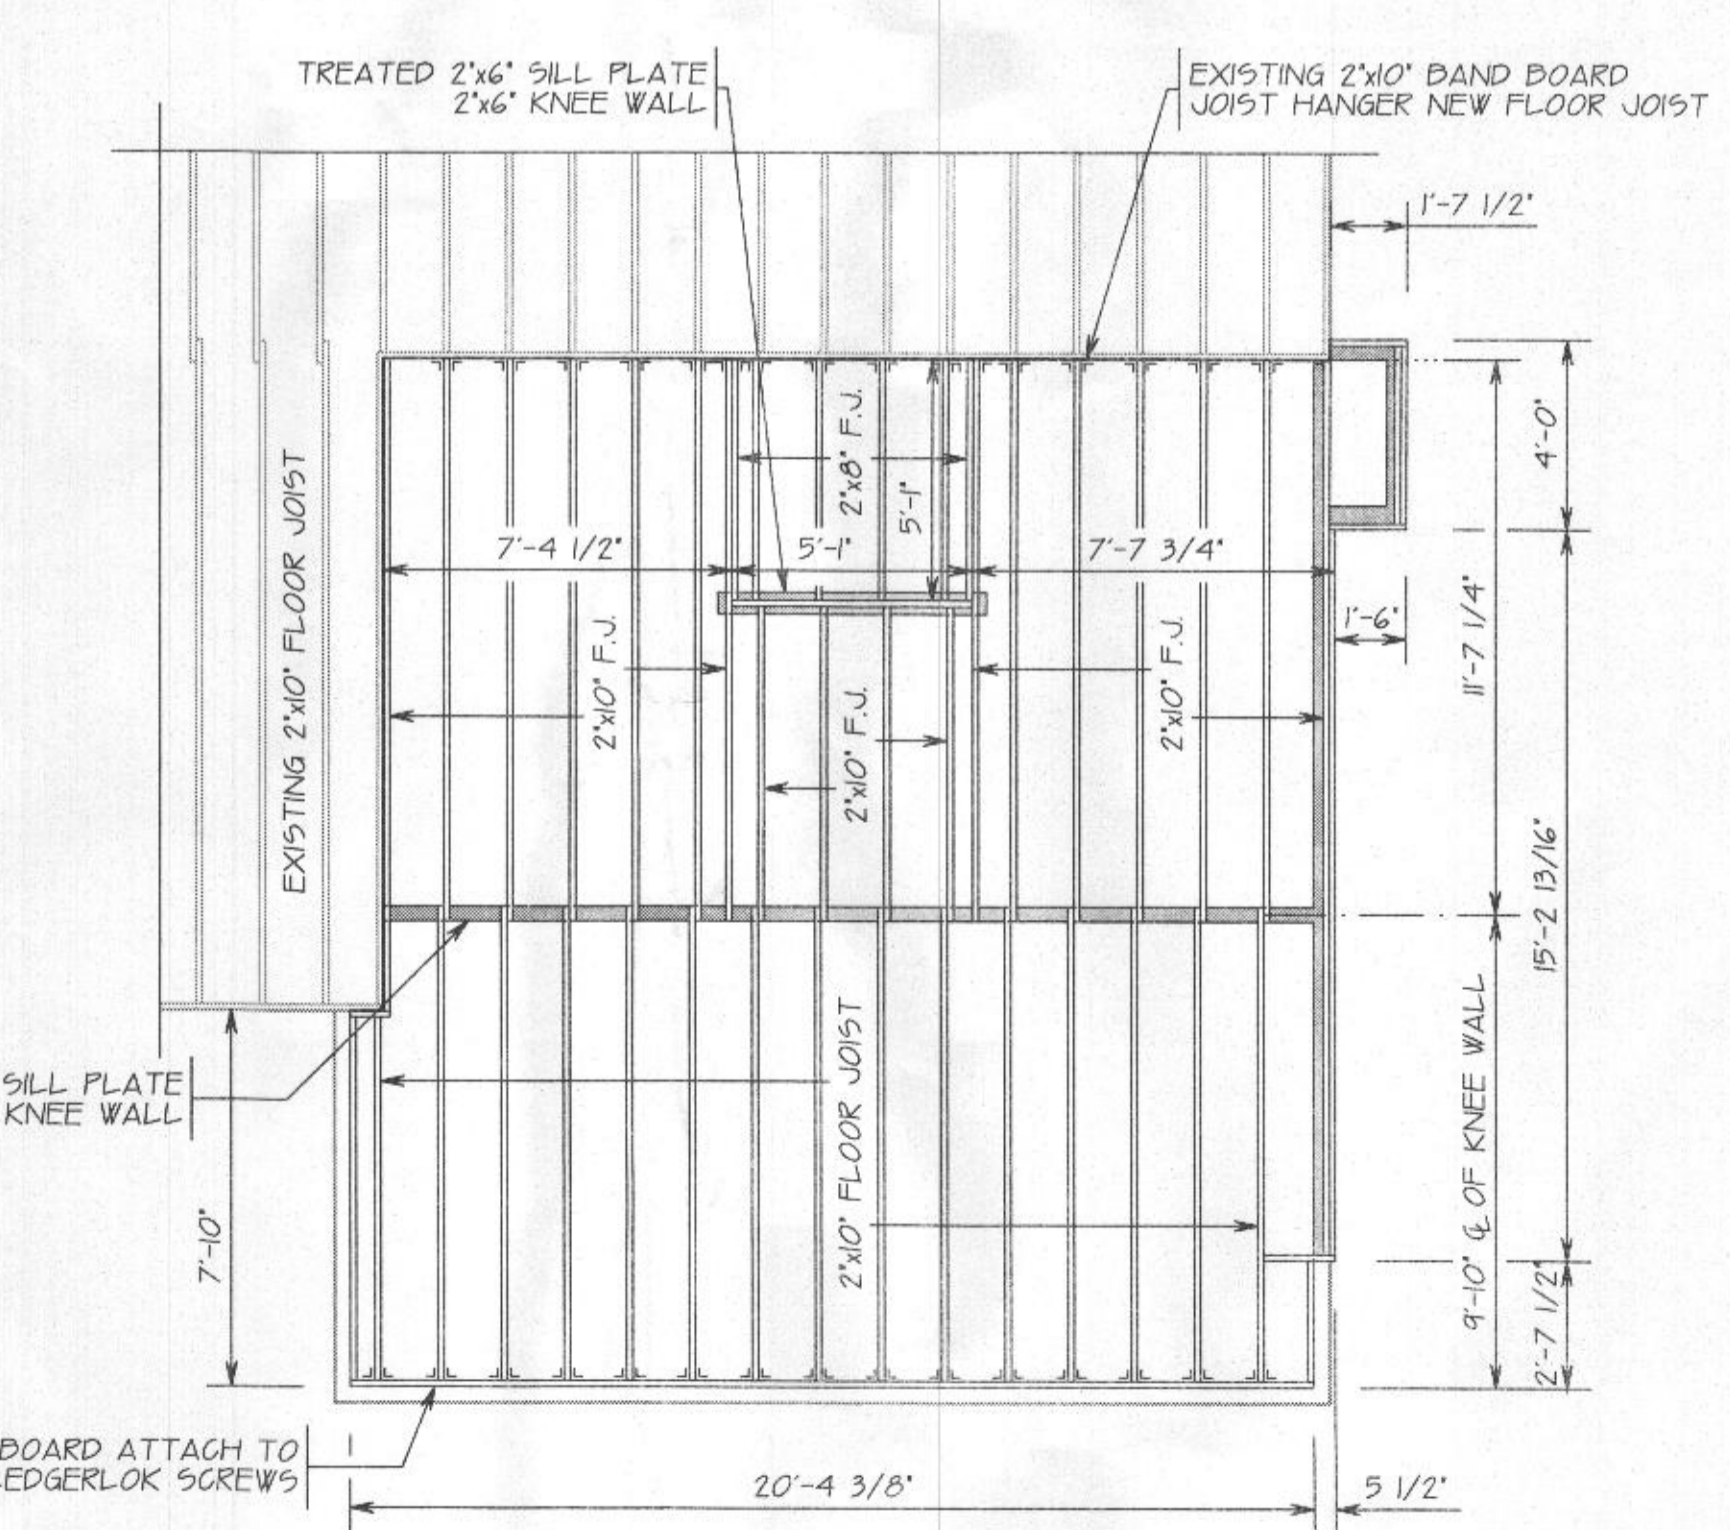 TREATED 2"x6" SILL PLATE
2"x6" KNEE WALL
EXISTING 2"x10" BAND BOARD
JOIST HANGER NEW FLOOR JOIST
1'-7 1/2"
4'-0"
2"x8" F.J.
5'-1"
7'-4 1/2"
5'-1"
7'-7 3/4"
EXISTING 2"x10" FLOOR JOIST
11'-7 1/4"
1'-6"
2"x10" F.J.
2"x10" F.J.
2"x10" F.J.
15'-2 13/16"
SILL PLATE
KNEE WALL
2"x10" FLOOR JOIST
9'-10" ℄ OF KNEE WALL
7'-10"
2'-7 1/2"
BOARD ATTACH TO
LEDGERLOK SCREWS
20'-4 3/8"
5 1/2"